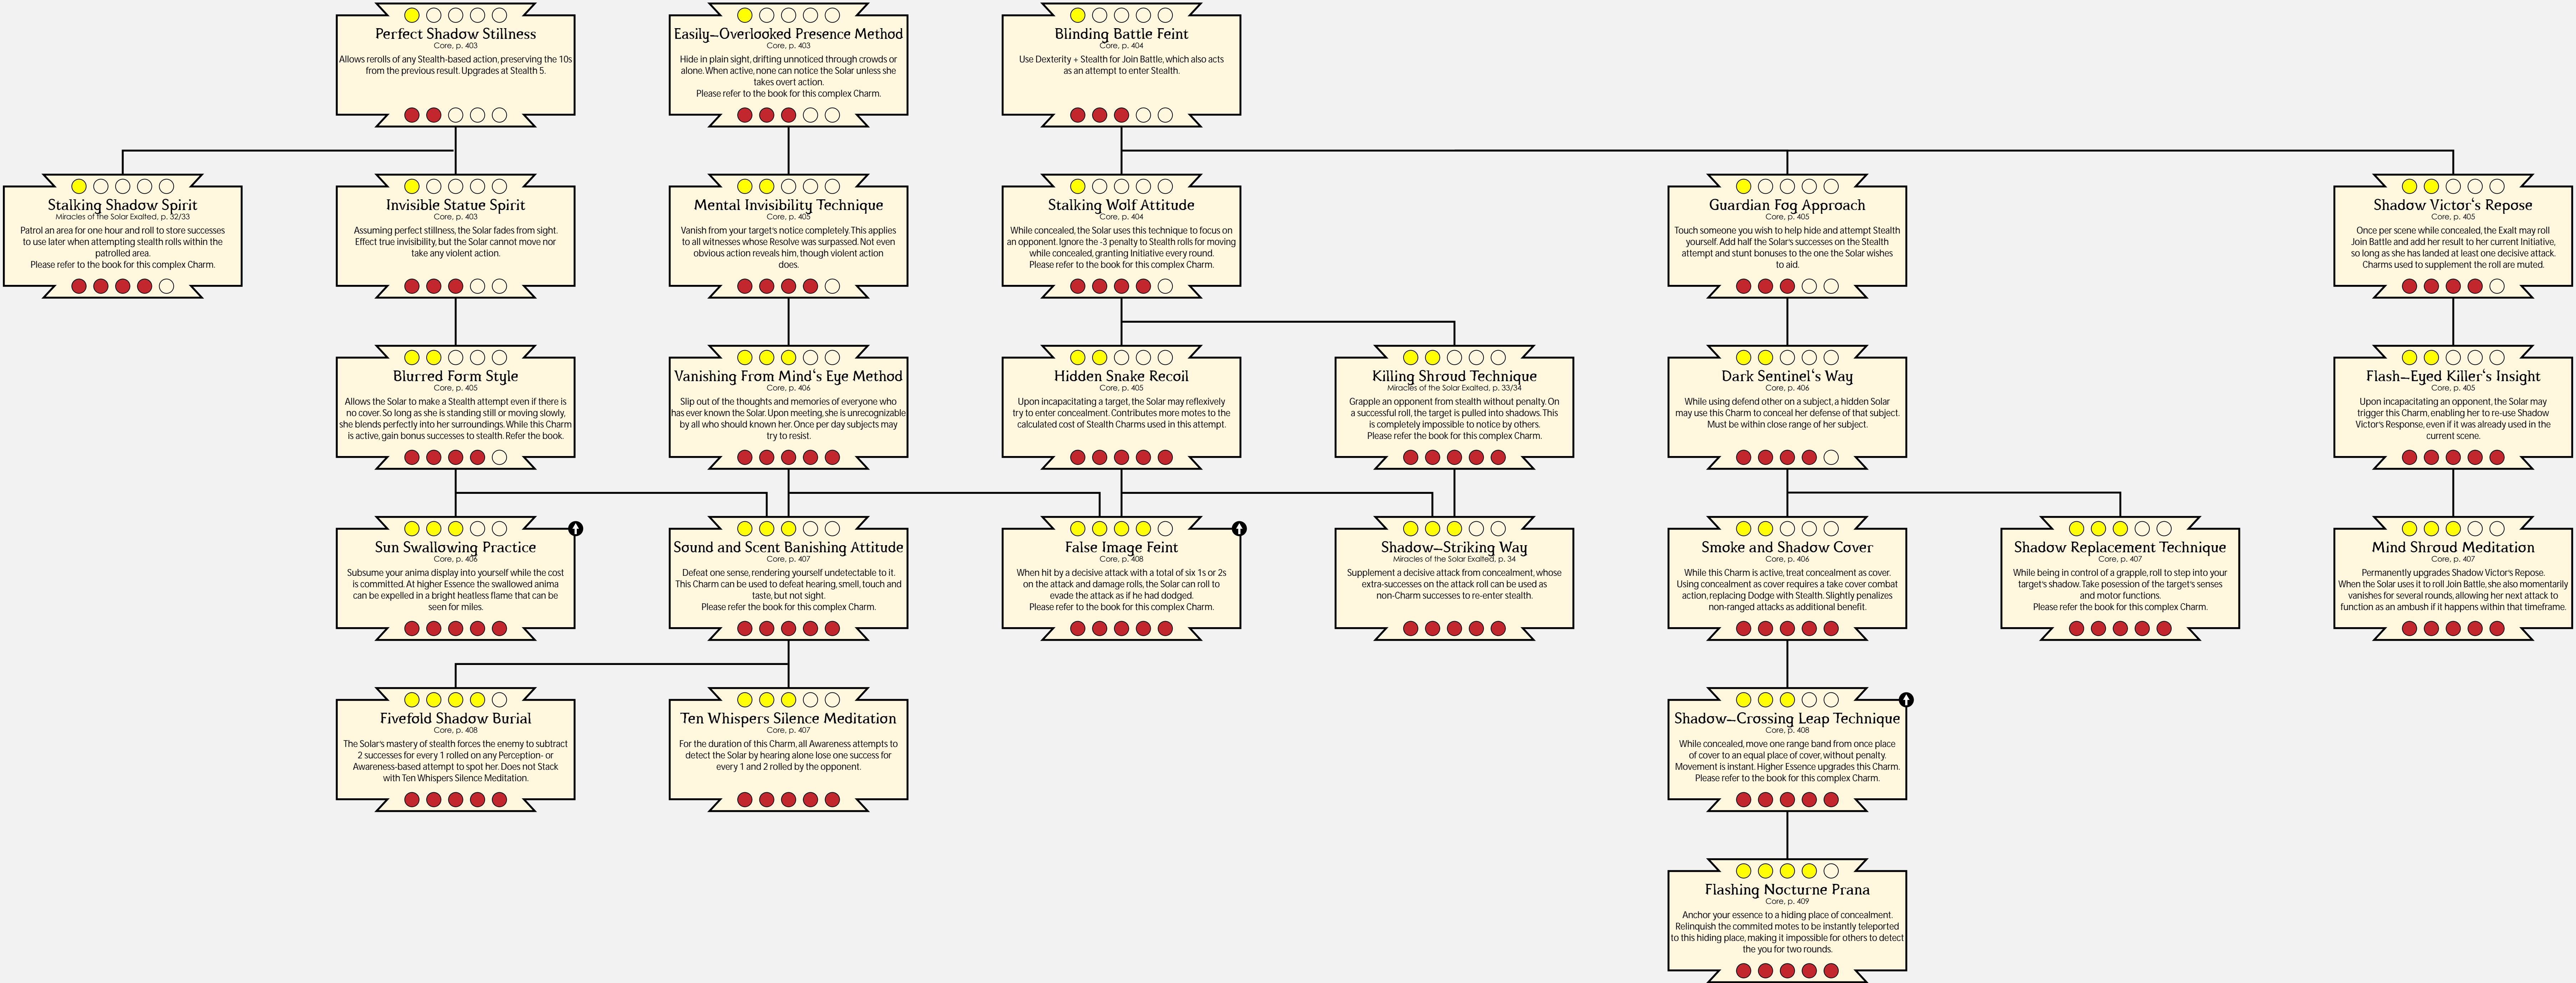 Perfect Shadow Stillness
Core, p. 403
Allows rerolls of any Stealth-based action, preserving the 10s
from the previous result. Upgrades at Stealth 5.
Easily-Overlooked Presence Method
Core, p. 403
Hide in plain sight, drifting unnoticed through crowds or
alone. When active, none can notice the Solar unless she
takes overt action.
Please refer to the book for this complex Charm.
Blinding Battle Feint
Core, p. 404
Use Dexterity + Stealth for Join Battle, which also acts
as an attempt to enter Stealth.
Stalking Shadow Spirit
Miracles of the Solar Exalted, p. 32/33
Patrol an area for one hour and roll to store successes
to use later when attempting stealth rolls within the
patrolled area.
Please refer to the book for this complex Charm.
Invisible Statue Spirit
Core, p. 403
Assuming perfect stillness, the Solar fades from sight.
Effect true invisibility, but the Solar cannot move nor
take any violent action.
Mental Invisibility Technique
Core, p. 405
Vanish from your target's notice completely. This applies
to all witnesses whose Resolve was surpassed. Not even
obvious action reveals him, though violent action
does.
Stalking Wolf Attitude
Core, p. 404
While concealed, the Solar uses this technique to focus on
an opponent. Ignore the -3 penalty to Stealth rolls for moving
while concealed, granting Initiative every round.
Please refer to the book for this complex Charm.
Guardian Fog Approach
Core, p. 405
Touch someone you wish to help hide and attempt Stealth
yourself. Add half the Solar's successes on the Stealth
attempt and stunt bonuses to the one the Solar wishes
to aid.
Shadow Victor's Repose
Core, p. 405
Once per scene while concealed, the Exalt may roll
Join Battle and add her result to her current Initiative,
so long as she has landed at least one decisive attack.
Charms used to supplement the roll are muted.
Blurred Form Style
Core, p. 405
Allows the Solar to make a Stealth attempt even if there is
no cover. So long as she is standing still or moving slowly,
she blends perfectly into her surroundings. While this Charm
is active, gain bonus successes to stealth. Refer the book.
Vanishing From Mind's Eye Method
Core, p. 406
Slip out of the thoughts and memories of everyone who
has ever known the Solar. Upon meeting, she is unrecognizable
by all who should known her. Once per day subjects may
try to resist.
Hidden Snake Recoil
Core, p. 405
Upon incapacitating a target, the Solar may reflexively
try to enter concealment. Contributes more motes to the
calculated cost of Stealth Charms used in this attempt.
Killing Shroud Technique
Miracles of the Solar Exalted, p. 33/34
Grapple an opponent from stealth without penalty. On
a successful roll, the target is pulled into shadows. This
is completely impossible to notice by others.
Please refer the book for this complex Charm.
Dark Sentinel's Way
Core, p. 406
While using defend other on a subject, a hidden Solar
may use this Charm to conceal her defense of that subject.
Must be within close range of her subject.
Flash-Eyed Killer's Insight
Core, p. 405
Upon incapacitating an opponent, the Solar may
trigger this Charm, enabling her to re-use Shadow
Victor's Response, even if it was already used in the
current scene.
Sun Swallowing Practice
Core, p. 406
Subsume your anima display into yourself while the cost
is committed. At higher Essence the swallowed anima
can be expelled in a bright heatless flame that can be
seen for miles.
Sound and Scent Banishing Attitude
Core, p. 407
Defeat one sense, rendering yourself undetectable to it.
This Charm can be used to defeat hearing, smell, touch and
taste, but not sight.
Please refer the book for this complex Charm.
False Image Feint
Core, p. 408
When hit by a decisive attack with a total of six 1s or 2s
on the attack and damage rolls, the Solar can roll to
evade the attack as if he had dodged.
Please refer to the book for this complex Charm.
Shadow-Striking Way
Miracles of the Solar Exalted, p. 34
Supplement a decisive attack from concealment, whose
extra-successes on the attack roll can be used as
non-Charm successes to re-enter stealth.
Smoke and Shadow Cover
Core, p. 406
While this Charm is active, treat concealment as cover.
Using concealment as cover requires a take cover combat
action, replacing Dodge with Stealth. Slightly penalizes
non-ranged attacks as additional benefit.
Shadow Replacement Technique
Core, p. 407
While being in control of a grapple, roll to step into your
target's shadow. Take posession of the target's senses
and motor functions.
Please refer the book for this complex Charm.
Mind Shroud Meditation
Core, p. 407
Permanently upgrades Shadow Victor's Repose.
When the Solar uses it to roll Join Battle, she also momentarily
vanishes for several rounds, allowing her next attack to
function as an ambush if it happens within that timeframe.
Fivefold Shadow Burial
Core, p. 408
The Solar's mastery of stealth forces the enemy to subtract
2 successes for every 1 rolled on any Perception- or
Awareness-based attempt to spot her. Does not Stack
with Ten Whispers Silence Meditation.
Ten Whispers Silence Meditation
Core, p. 407
For the duration of this Charm, all Awareness attempts to
detect the Solar by hearing alone lose one success for
every 1 and 2 rolled by the opponent.
Shadow-Crossing Leap Technique
Core, p. 408
While concealed, move one range band from once place
of cover to an equal place of cover, without penalty.
Movement is instant. Higher Essence upgrades this Charm.
Please refer to the book for this complex Charm.
Flashing Nocturne Prana
Core, p. 409
Anchor your essence to a hiding place of concealment.
Relinquish the commited motes to be instantly teleported
to this hiding place, making it impossible for others to detect
the you for two rounds.